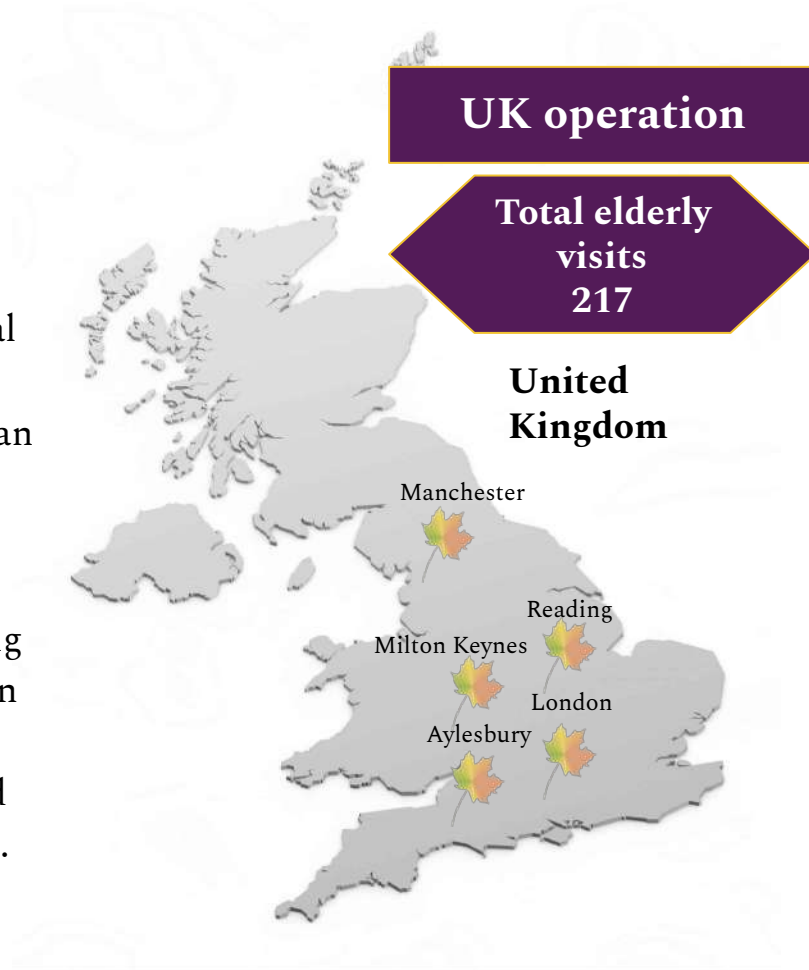 UK operation
Total elderly
visits
217
United
Kingdom
Manchester
Reading
Milton Keynes
London
Aylesbury